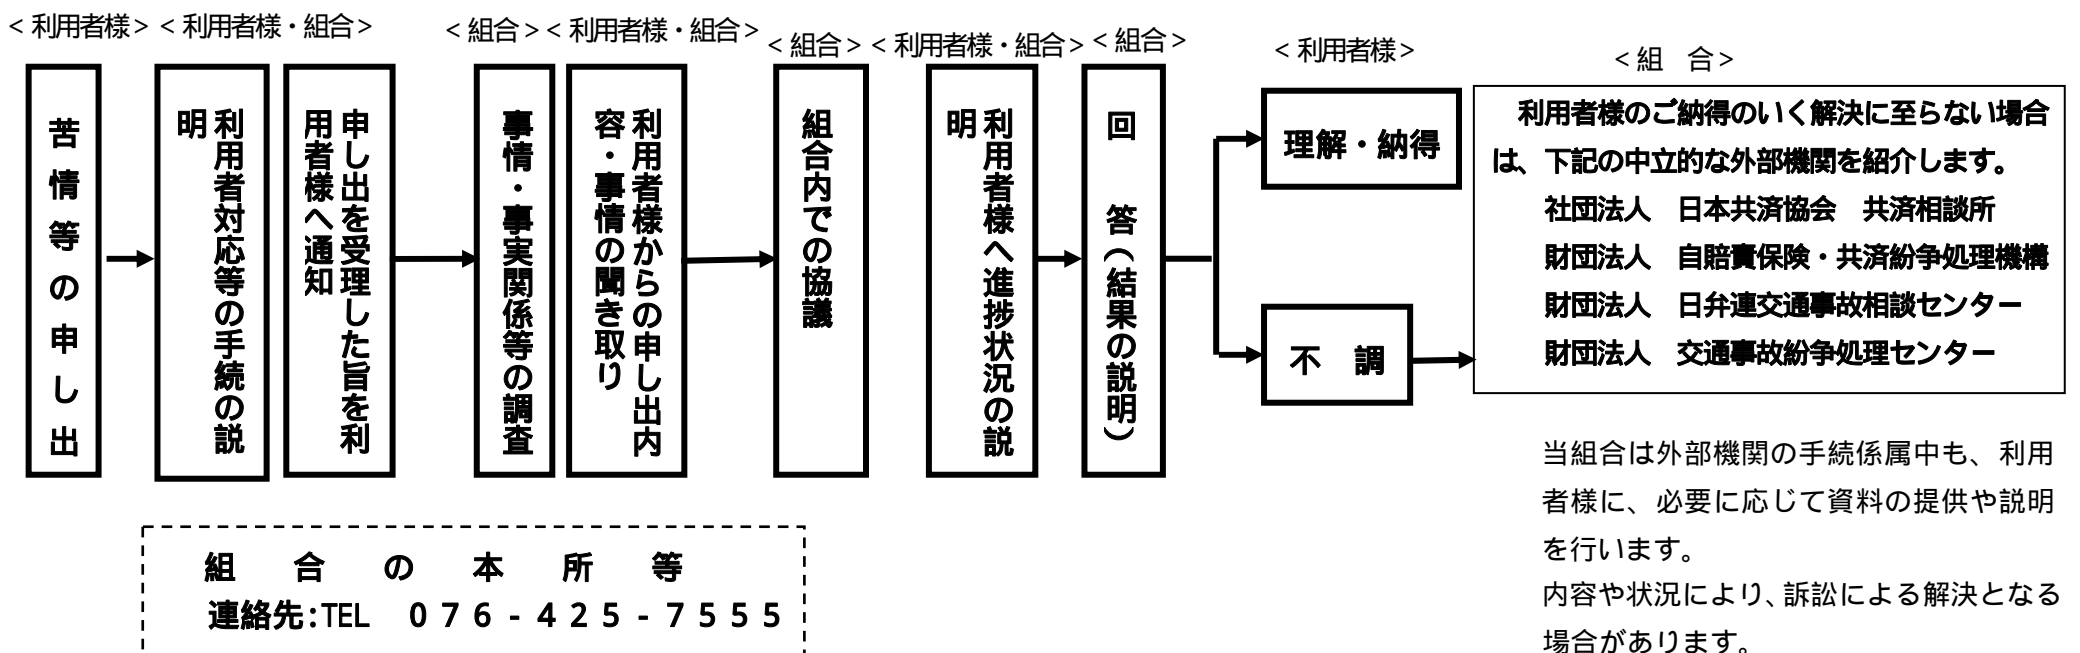 <利用者様>
<利用者様・組合>
<組合>
<利用者様・組合>
<組合>
<利用者様・組合>
<組合>
<利用者様>
<組　合>
苦情等の申し出
利用者対応等の手続の説
明
申し出を受理した旨を利
用者様へ通知
事情・事実関係等の調査
利用者様からの申し出内
容・事情の聞き取り
組合内での協議
利用者様へ進捗状況の説
明
回　答（結果の説明）
理解・納得
不　調
利用者様のご納得のいく解決に至らない場合
は、下記の中立的な外部機関を紹介します。
社団法人　日本共済協会　共済相談所
財団法人　自賠責保険・共済紛争処理機構
財団法人　日弁連交通事故相談センター
財団法人　交通事故紛争処理センター
当組合は外部機関の手続係属中も、利用
者様に、必要に応じて資料の提供や説明
を行います。
内容や状況により、訴訟による解決となる
場合があります。
組　合　の　本　所　等
連絡先:TEL　０７６-４２５-７５５５